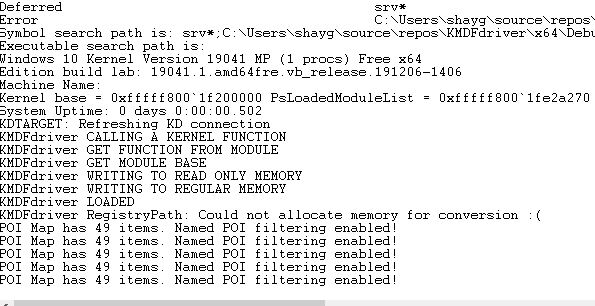 Deferred srv*
Error C:\Users\shayg\source\repos\
Symbol search path is: srv*;C:\Users\shayg\source\repos\KMDFdriver\x64\Debu
Executable search path is:
Windows 10 Kernel Version 19041 MP (1 procs) Free x64
Edition build lab: 19041.1.amd64fre.vb_release.191206-1406
Machine Name:
Kernel base = 0xfffff800`1f200000 PsLoadedModuleList = 0xfffff800`1fe2a270
System Uptime: 0 days 0:00:00.502
KDTARGET: Refreshing KD connection
KMDFdriver CALLING A KERNEL FUNCTION
KMDFdriver GET FUNCTION FROM MODULE
KMDFdriver GET MODULE BASE
KMDFdriver WRITING TO READ ONLY MEMORY
KMDFdriver WRITING TO REGULAR MEMORY
KMDFdriver LOADED
KMDFdriver RegistryPath: Could not allocate memory for conversion :(
POI Map has 49 items. Named POI filtering enabled!
POI Map has 49 items. Named POI filtering enabled!
POI Map has 49 items. Named POI filtering enabled!
POI Map has 49 items. Named POI filtering enabled!
POI Map has 49 items. Named POI filtering enabled!